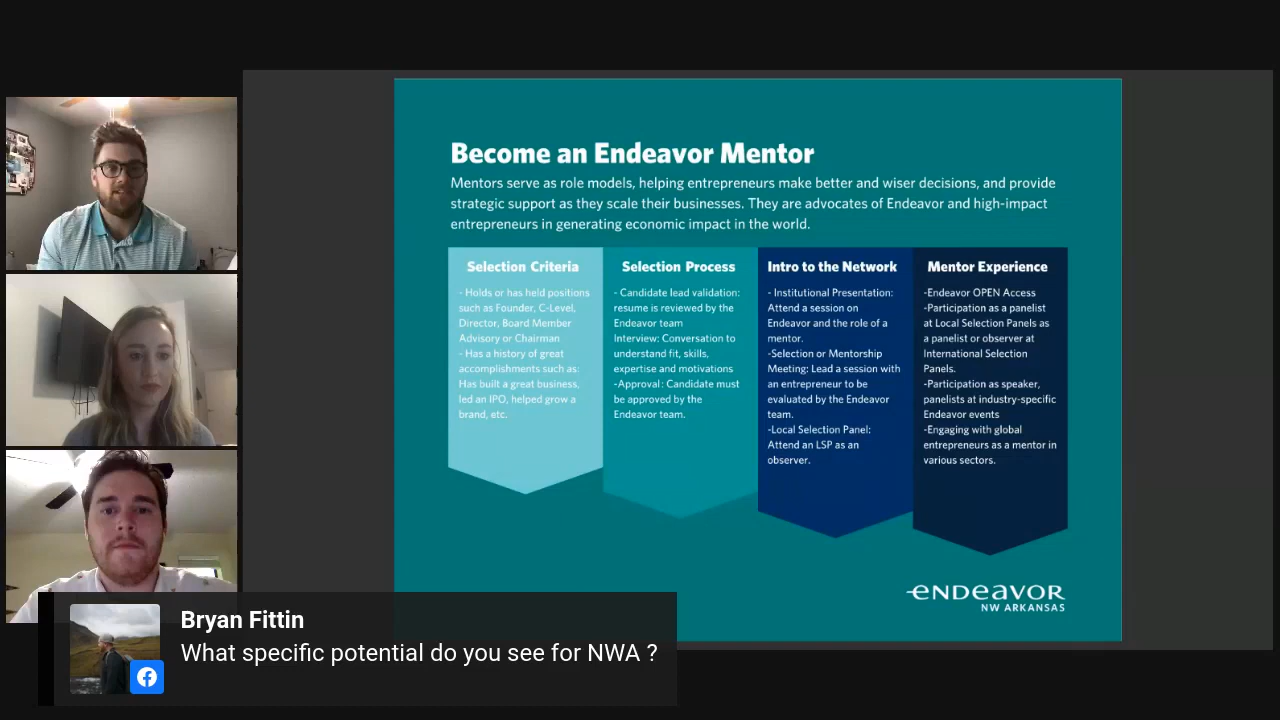 Become an Endeavor Mentor
Mentors serve as role models, helping entrepreneurs make better and wiser decisions, and provide
strategic support as they scale their businesses. They are advocates of Endeavor and high-impact
entrepreneurs in generating economic impact in the world.
Selection Criteria
- Holds or has held positions
such as Founder, C-Level,
Director, Board Member
Advisory or Chairman
- Has a history of great
accomplishments such as:
Has built a great business,
led an IPO, helped grow a
brand, etc.
Selection Process
- Candidate lead validation:
resume is reviewed by the
Endeavor team
Interview: Conversation to
understand fit, skills,
expertise and motivations
-Approval: Candidate must
be approved by the
Endeavor team.
Intro to the Network
- Institutional Presentation:
Attend a session on
Endeavor and the role of a
mentor.
-Selection or Mentorship
Meeting: Lead a session with
an entrepreneur to be
evaluated by the Endeavor
team.
-Local Selection Panel:
Attend an LSP as an
observer.
Mentor Experience
-Endeavor OPEN Access
-Participation as a panelist
at Local Selection Panels as
a panelist or observer at
International Selection
Panels.
-Participation as speaker,
panelists at industry-specific
Endeavor events
-Engaging with global
entrepreneurs as a mentor in
various sectors.
ENDEAVOR
NW ARKANSAS
Bryan Fittin
What specific potential do you see for NWA ?